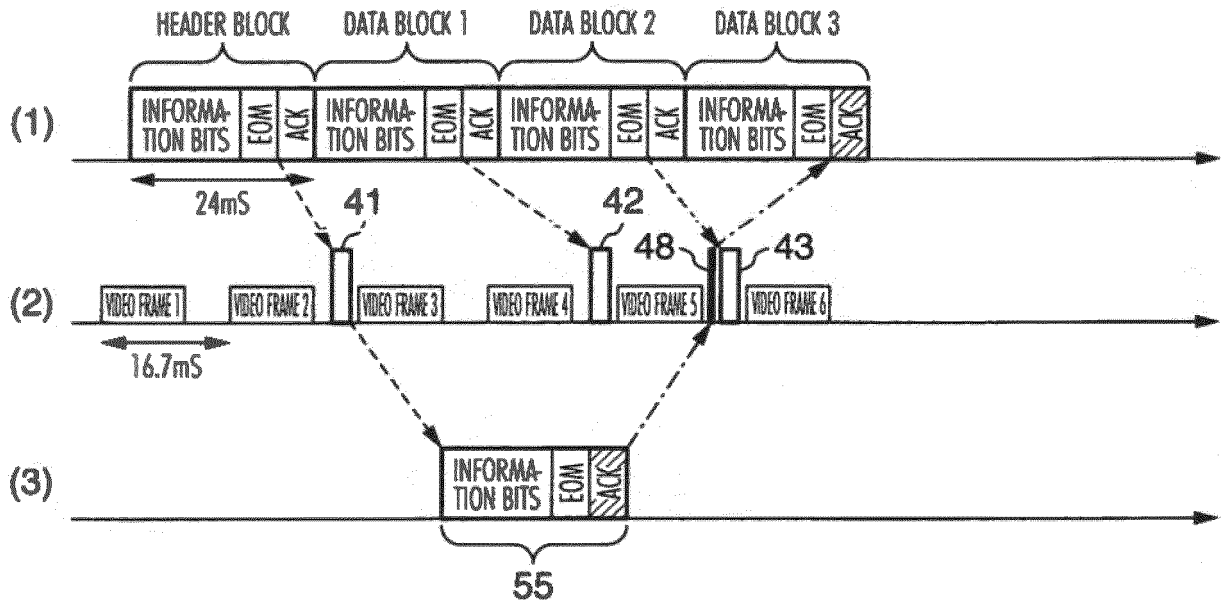 HEADER BLOCK DATA BLOCK 1 DATA BLOCK 2 DATA BLOCK 3
(1)
INFORMA-
TION BITS
EOM
ACK
INFORMA-
TION BITS
EOM
ACK
INFORMA-
TION BITS
EOM
ACK
INFORMA-
TION BITS
EOM
ACK
24mS
41
42
48
43
(2)
VIDEO FRAME 1
VIDEO FRAME 2
VIDEO FRAME 3
VIDEO FRAME 4
VIDEO FRAME 5
VIDEO FRAME 6
16.7mS
(3)
INFORMA-
TION BITS
EOM
ACK
55